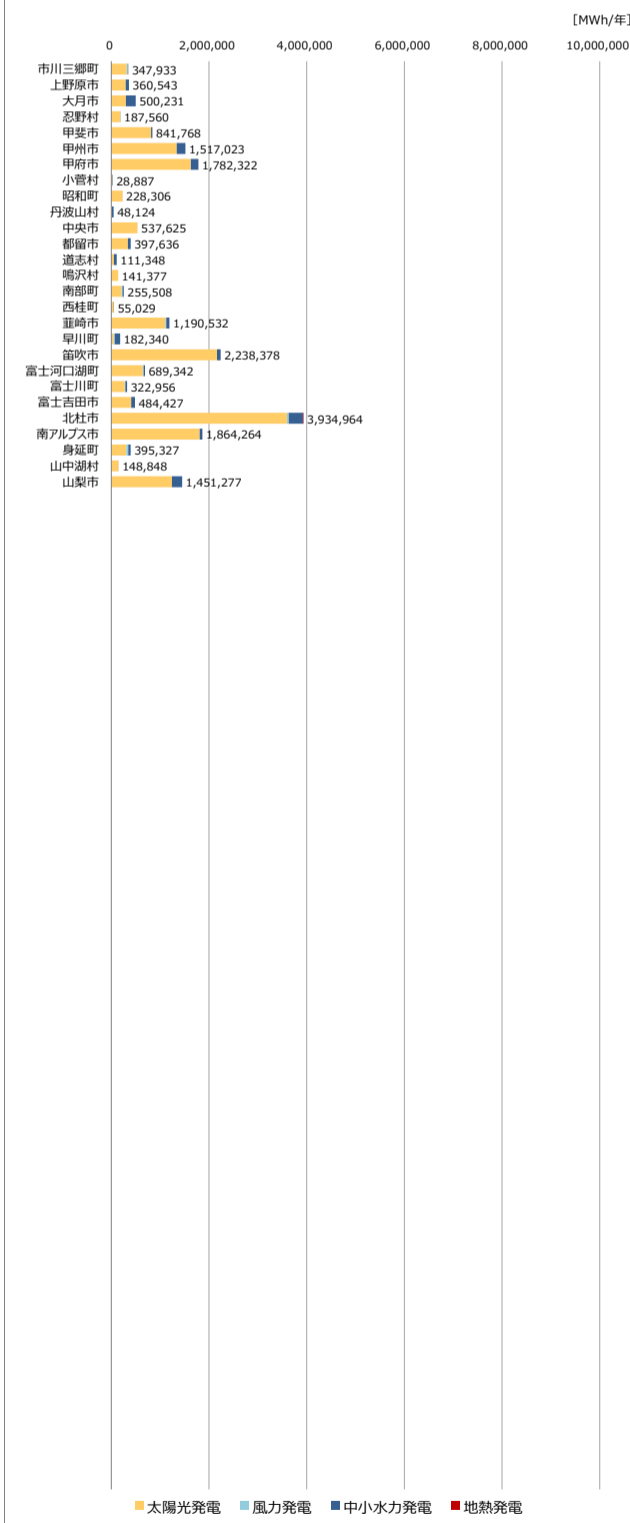 [MWh/年]
0 2,000,000 4,000,000 6,000,000 8,000,000 10,000,000
市川三郷町 347,933
上野原市 360,543
大月市 500,231
忍野村 187,560
甲斐市 841,768
甲州市 1,517,023
甲府市 1,782,322
小菅村 28,887
昭和町 228,306
丹波山村 48,124
中央市 537,625
都留市 397,636
道志村 111,348
鳴沢村 141,377
南部町 255,508
西桂町 55,029
韮崎市 1,190,532
早川町 182,340
笛吹市 2,238,378
富士河口湖町 689,342
富士川町 322,956
富士吉田市 484,427
北杜市 3,934,964
南アルプス市 1,864,264
身延町 395,327
山中湖村 148,848
山梨市 1,451,277
太陽光発電 風力発電 中小水力発電 地熱発電